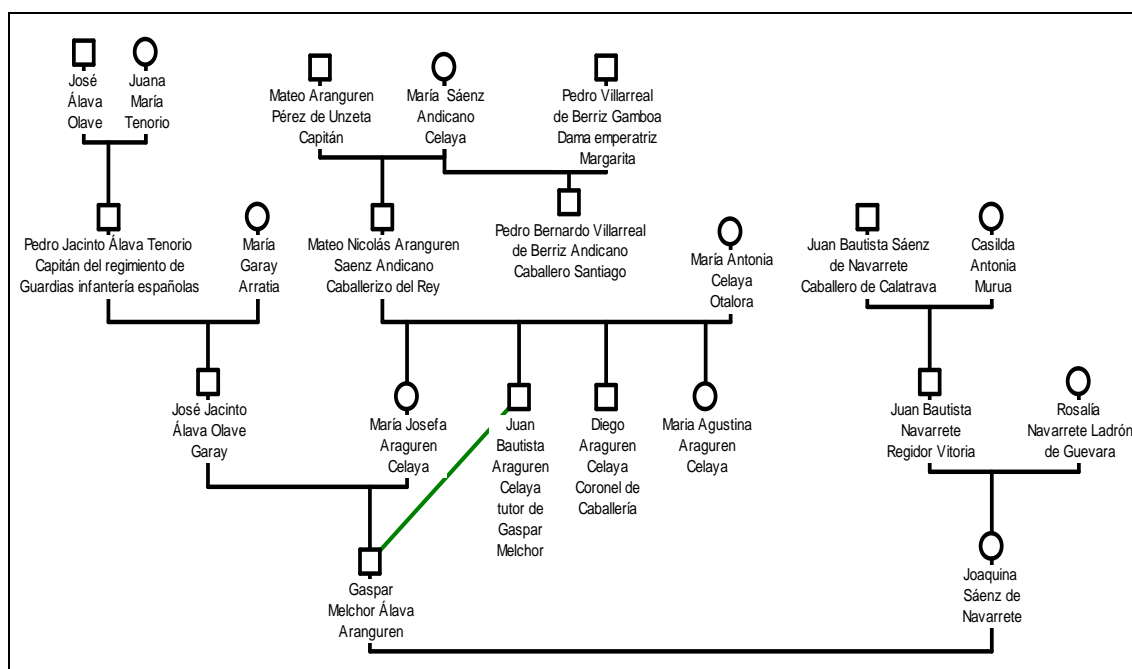 José
Álava
Olave
Juana
María
Tenorio
Mateo Aranguren
Pérez de Unzeta
Capitán
María Sáenz
Andicano
Celaya
Pedro Villarreal
de Berriz Gamboa
Dama emperatriz
Margarita
Pedro Jacinto Álava Tenorio
Capitán del regimiento de
Guardias infantería españolas
María
Garay
Arratia
Mateo Nicolás Aranguren
Saenz Andicano
Caballerizo del Rey
Pedro Bernardo Villarreal
de Berriz Andicano
Caballero Santiago
María Antonia
Celaya
Otalora
Juan Bautista Sáenz
de Navarrete
Caballero de Calatrava
Casilda
Antonia
Murua
José Jacinto
Álava Olave
Garay
María Josefa
Araguren
Celaya
Juan
Bautista
Araguren
Celaya
tutor de
Gaspar
Melchor
Diego
Araguren
Celaya
Coronel de
Caballería
Maria Agustina
Araguren
Celaya
Juan Bautista
Navarrete
Regidor Vitoria
Rosalía
Navarrete Ladrón
de Guevara
Gaspar
Melchor Álava
Aranguren
Joaquina
Sáenz de
Navarrete